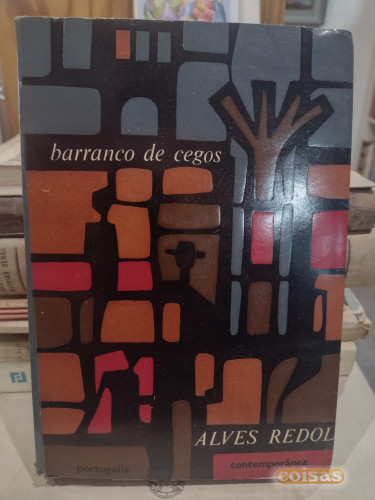 barranco de cegos
ALVES REDOL
portugália
contemporânea
coisas